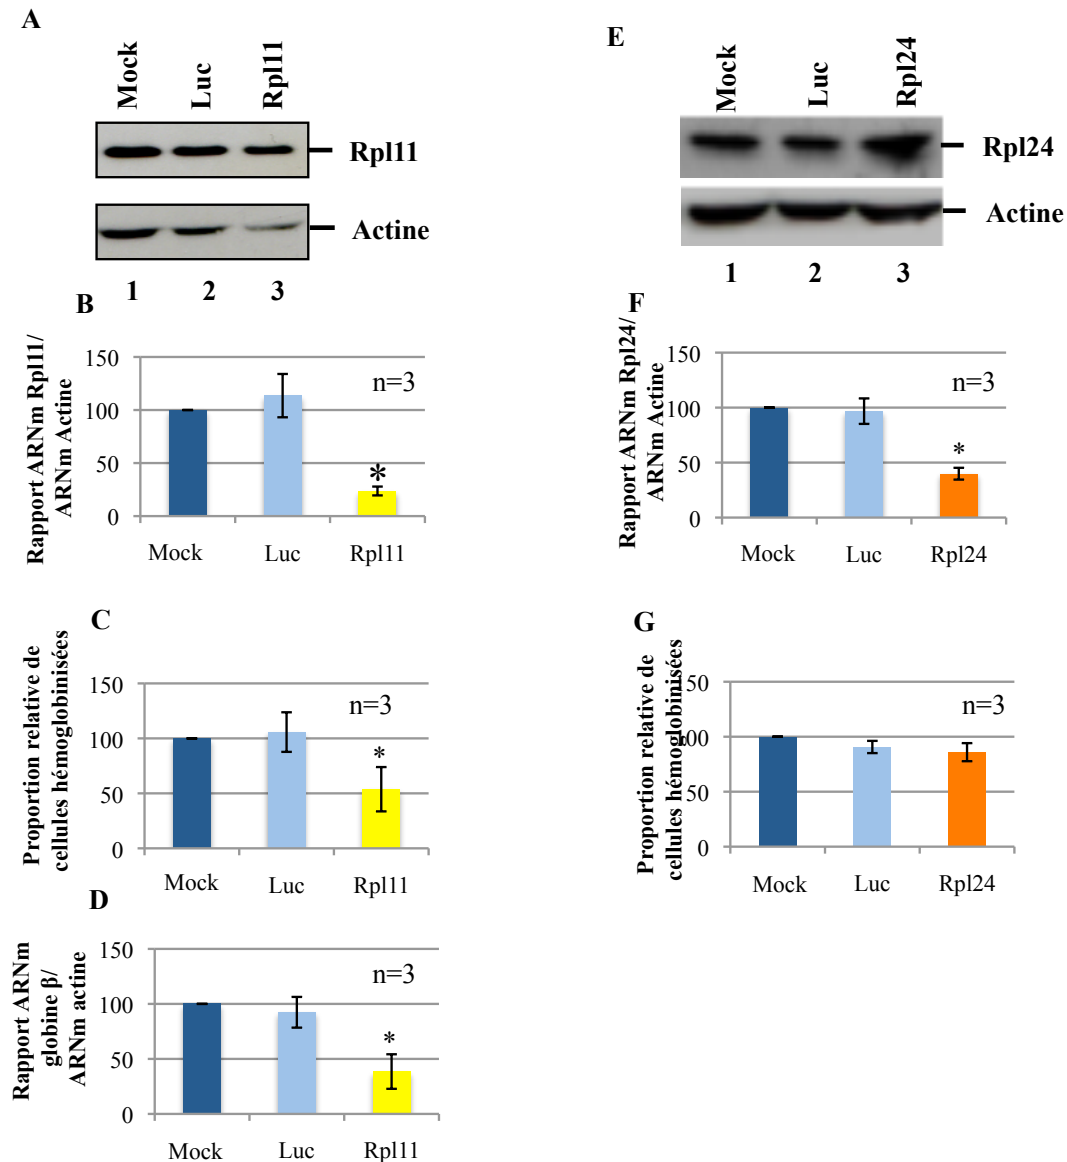 A
Mock
Luc
Rpl11
Rpl11
Actine
1 2 3
B
Rapport ARNm Rpl11/
ARNm Actine
150
100
50
0
n=3
*
Mock Luc Rpl11
C
Proportion relative de
cellules hémoglobinisées
150
100
50
0
n=3
*
Mock Luc Rpl11
D
Rapport ARNm
globine β/
ARNm actine
150
100
50
0
n=3
*
Mock Luc Rpl11
E
Mock
Luc
Rpl24
Rpl24
Actine
1 2 3
F
Rapport ARNm Rpl24/
ARNm Actine
150
100
50
0
n=3
*
Mock Luc Rpl24
G
Proportion relative de
cellules hémoglobinisées
150
100
50
0
n=3
Mock Luc Rpl24